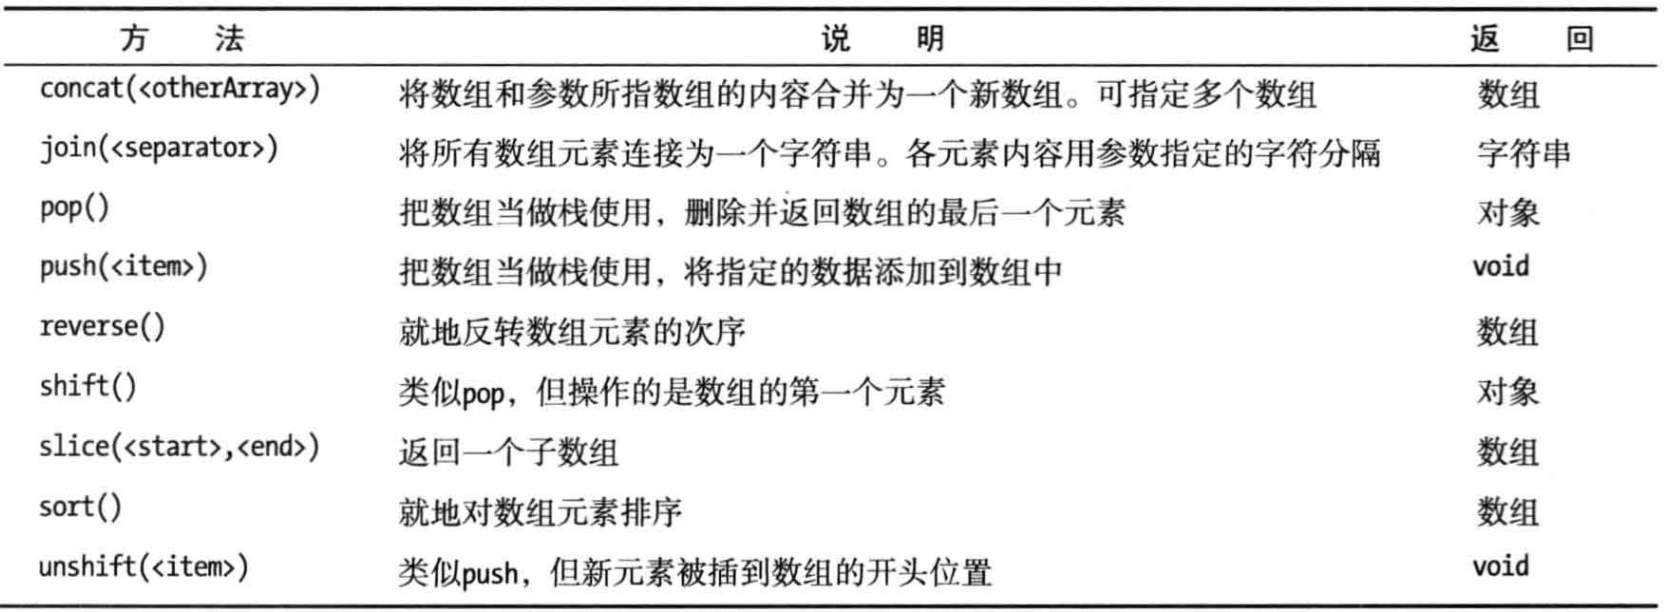 方 法 说 明 返 回
concat(<otherArray>) 将数组和参数所指数组的内容合并为一个新数组。可指定多个数组 数组
join(<separator>) 将所有数组元素连接为一个字符串。各元素内容用参数指定的字符分隔 字符串
pop() 把数组当做栈使用，删除并返回数组的最后一个元素 对象
push(<item>) 把数组当做栈使用，将指定的数据添加到数组中 void
reverse() 就地反转数组元素的次序 数组
shift() 类似pop，但操作的是数组的第一个元素 对象
slice(<start>,<end>) 返回一个子数组 数组
sort() 就地对数组元素排序 数组
unshift(<item>) 类似push，但新元素被插到数组的开头位置 void